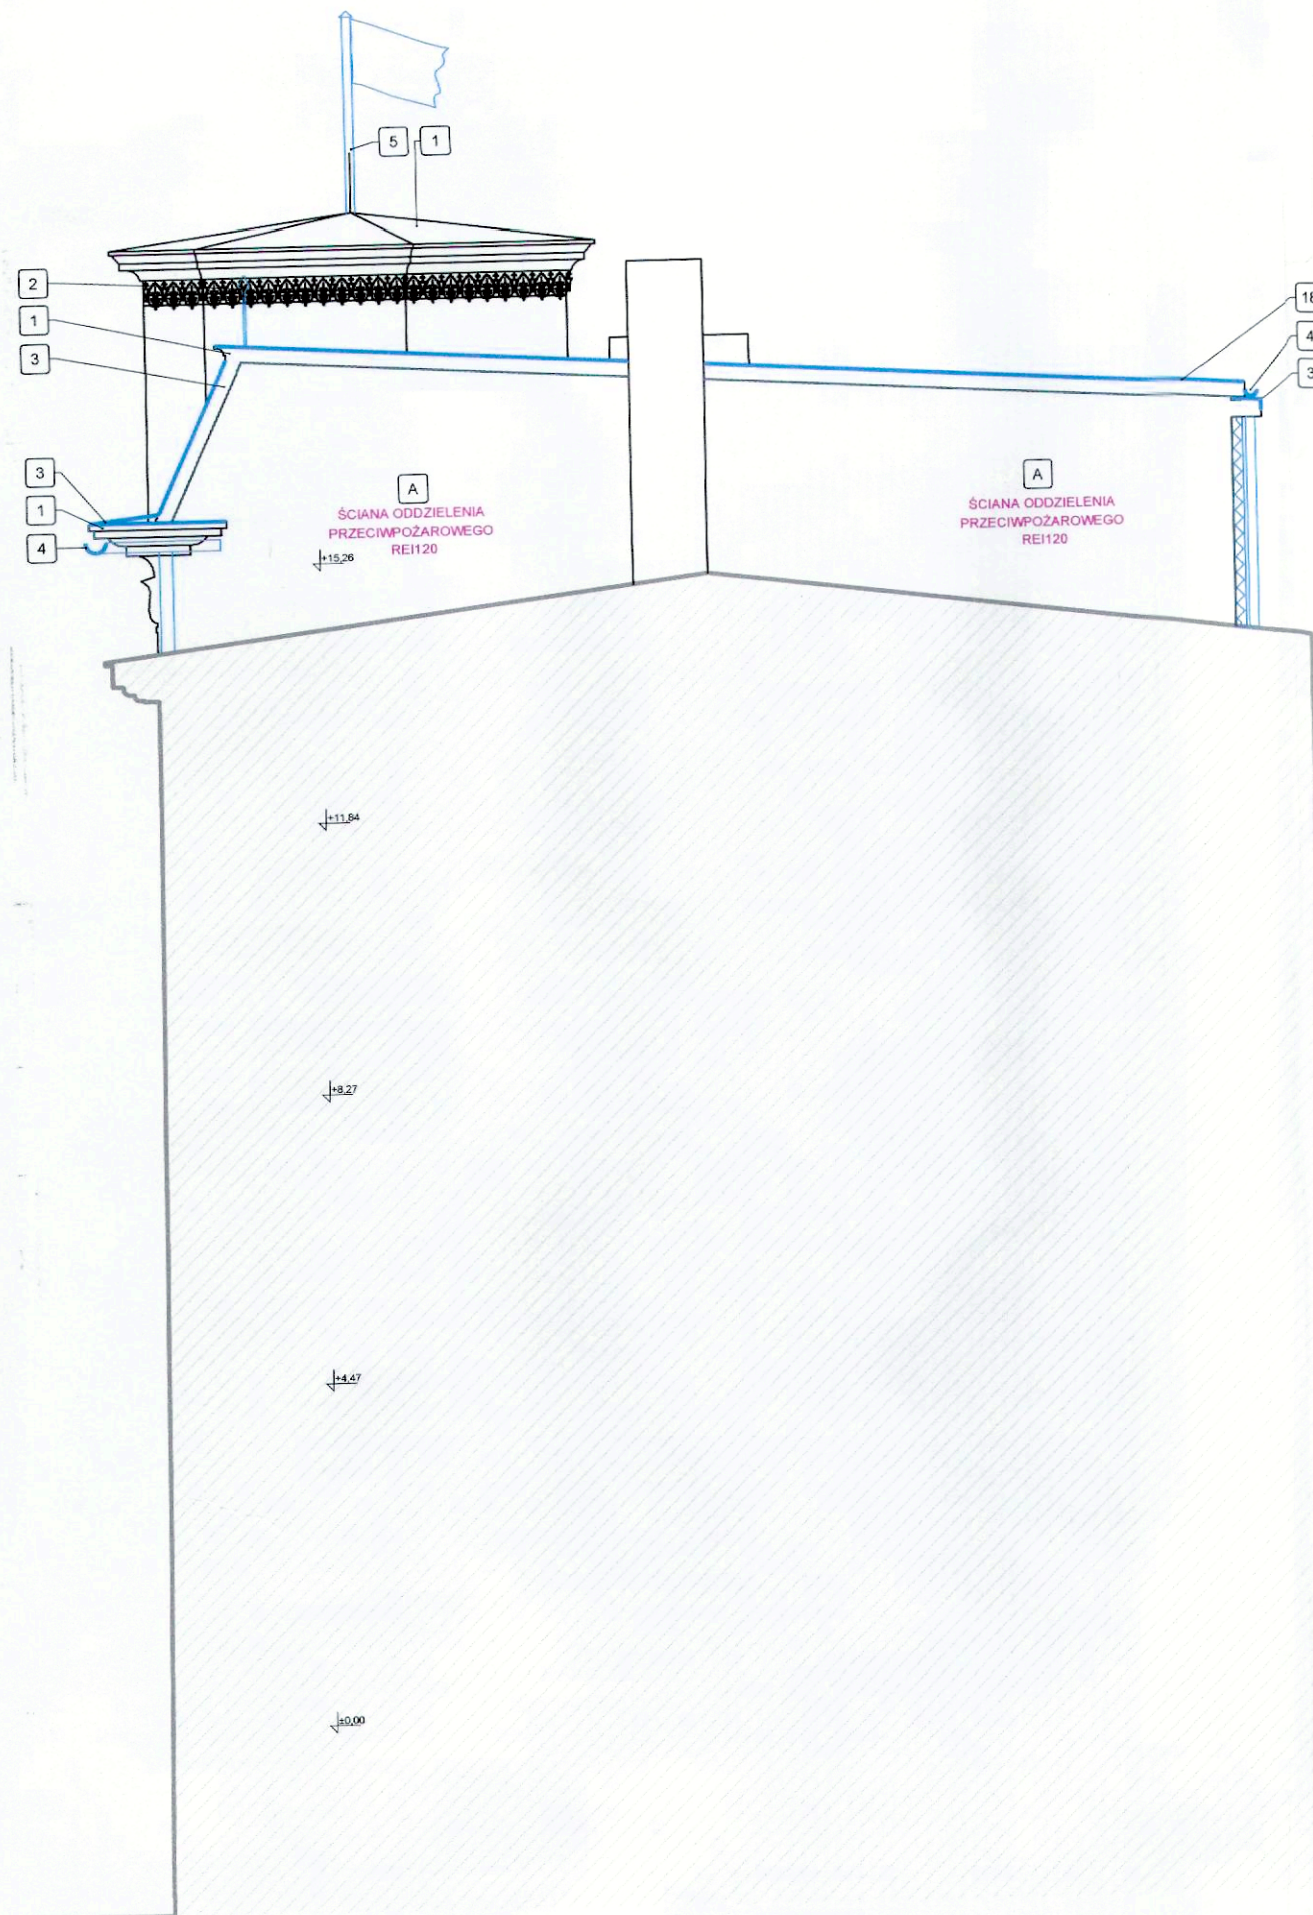 5 1
2
1
3
18
4
3
3
1
4
A
ŚCIANA ODDZIELENIA
PRZECIWPOŻAROWEGO
REI120
A
ŚCIANA ODDZIELENIA
PRZECIWPOŻAROWEGO
REI120
+15,26
+11,84
+8,27
+4,47
±0,00